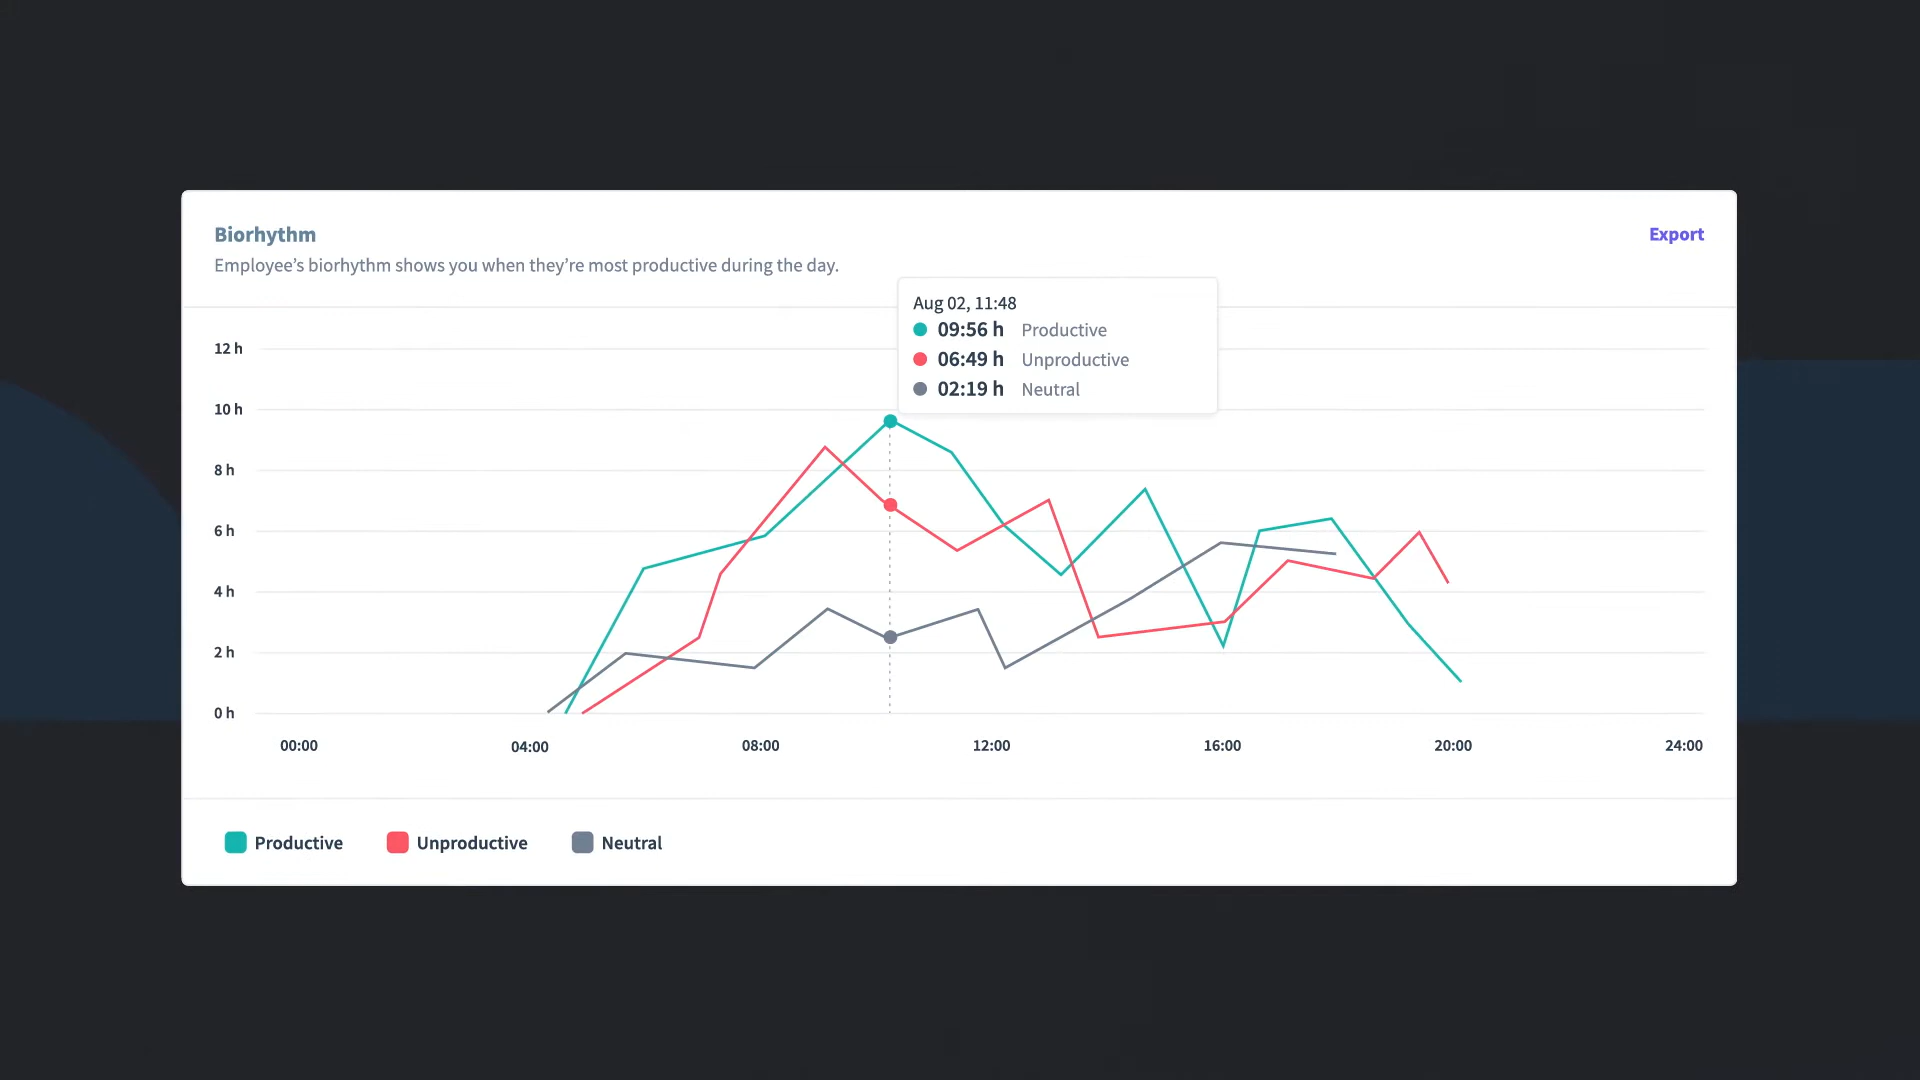 Biorhythm
Export
Employee’s biorhythm shows you when they’re most productive during the day.
Aug 02, 11:48
09:56 h Productive
06:49 h Unproductive
02:19 h Neutral
12 h
10 h
8 h
6 h
4 h
2 h
0 h
00:00 04:00 08:00 12:00 16:00 20:00 24:00
Productive Unproductive Neutral